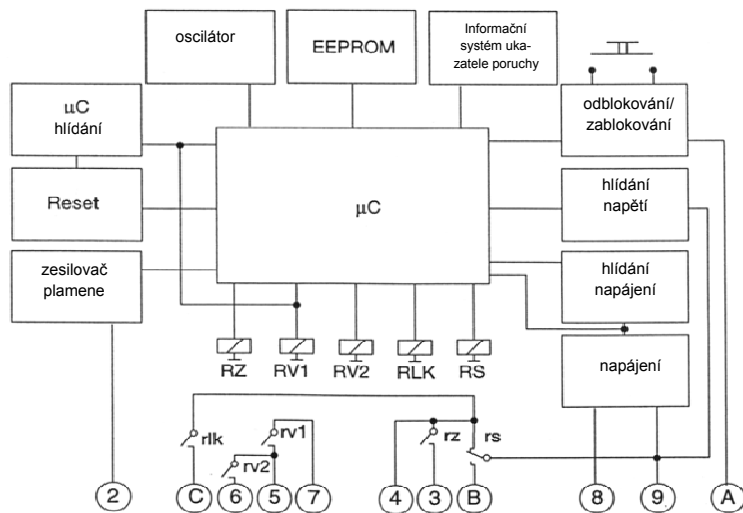 oscilátor
EEPROM
Informační
systém uka-
zatele poruchy
μC
hlídání
odblokování/
zablokování
Reset
μC
hlídání
napětí
zesilovač
plamene
hlídání
napájení
RZ RV1 RV2 RLK RS
napájení
rlk rv1 rz rs
rv2
2 C 6 5 7 4 3 B 8 9 A